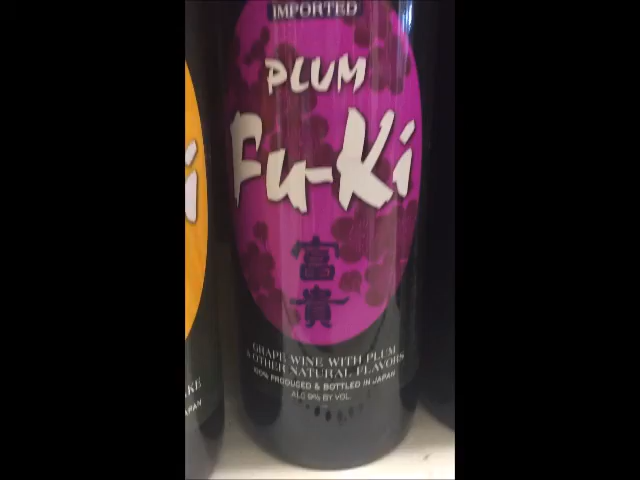 IMPORTED
PLUM
Fu-Ki
富
貴
GRAPE WINE WITH PLUM
& OTHER NATURAL FLAVORS
100% PRODUCED & BOTTLED IN JAPAN
ALC 9% BY VOL.
i